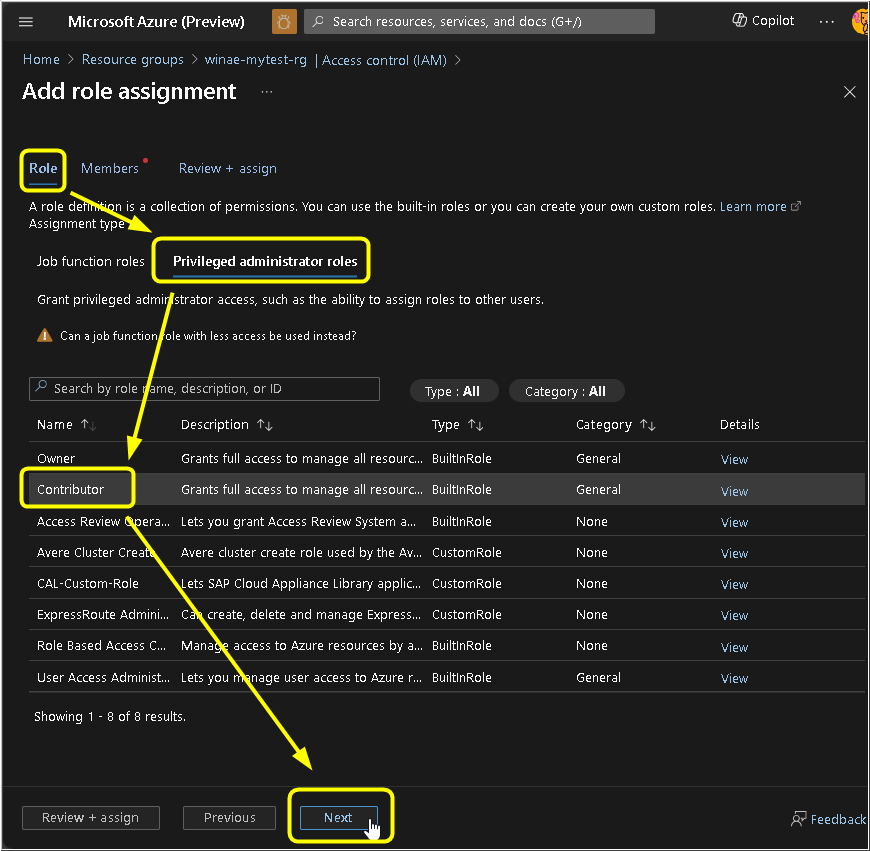 Microsoft Azure (Preview) Search resources, services, and docs (G+/) Copilot ...
Home > Resource groups > winae-mytest-rg | Access control (IAM) >
Add role assignment ...
Role Members Review + assign
A role definition is a collection of permissions. You can use the built-in roles or you can create your own custom roles. Learn more
Assignment type
Job function roles Privileged administrator roles
Grant privileged administrator access, such as the ability to assign roles to other users.
Can a job function role with less access be used instead?
Search by role name, description, or ID Type : All Category : All
Name ↑↓ Description ↑↓ Type ↑↓ Category ↑↓ Details
Owner Grants full access to manage all resourc... BuiltInRole General View
Contributor Grants full access to manage all resourc... BuiltInRole General View
Access Review Opera... Lets you grant Access Review System a... BuiltInRole None View
Avere Cluster Create Avere cluster create role used by the Av... CustomRole None View
CAL-Custom-Role Lets SAP Cloud Appliance Library applic... CustomRole None View
ExpressRoute Admini... Can create, delete and manage Express... CustomRole None View
Role Based Access C... Manage access to Azure resources by a... BuiltInRole None View
User Access Administ... Lets you manage user access to Azure r... BuiltInRole General View
Showing 1 - 8 of 8 results.
Review + assign Previous Next Feedback